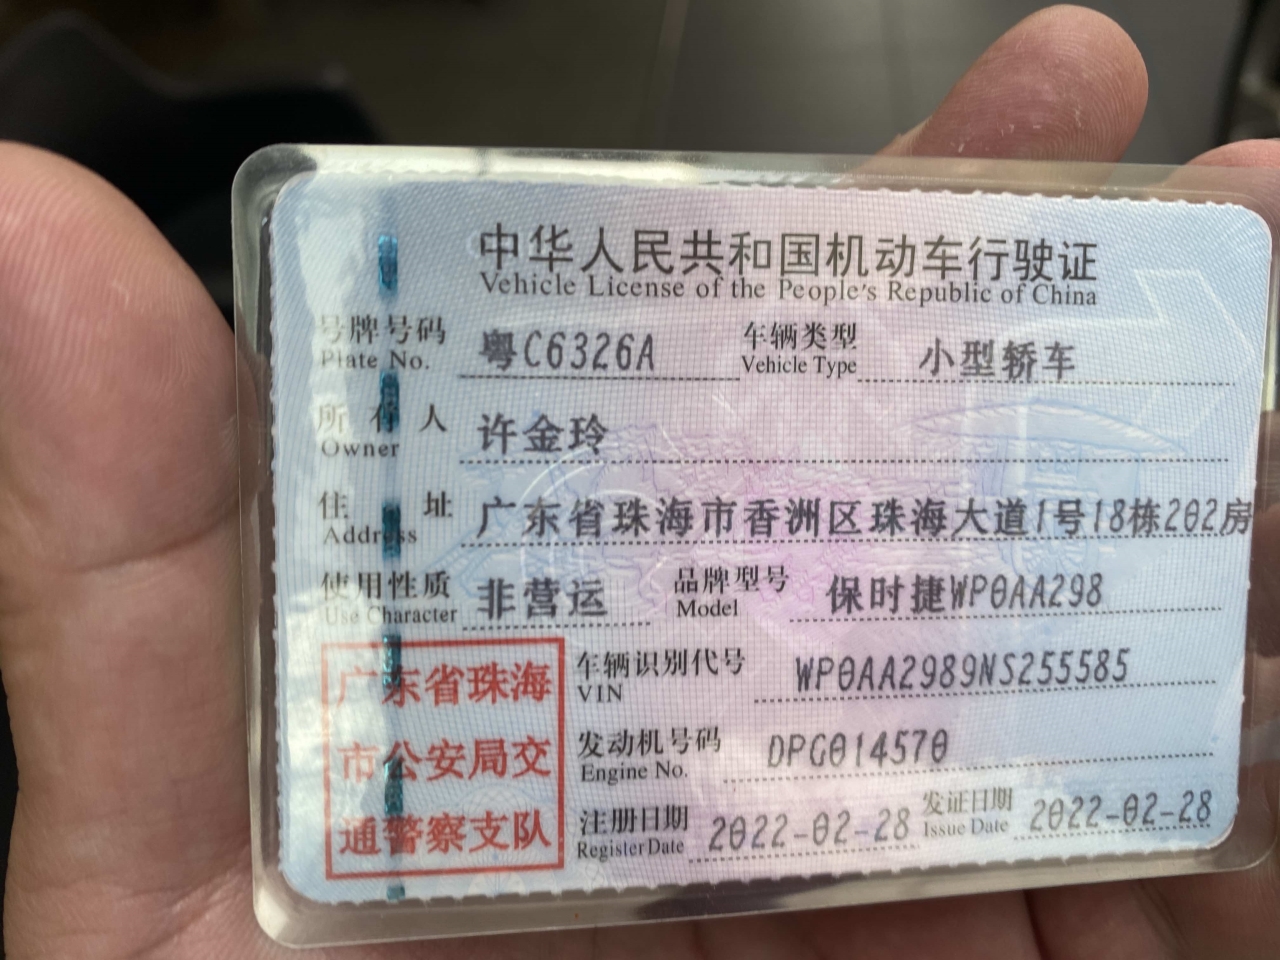 中华人民共和国机动车行驶证
Vehicle License of the People's Republic of China
号牌号码 粤C6326A 车辆类型 小型轿车
Plate No. Vehicle Type
所有人 许金玲
Owner
住址 广东省珠海市香洲区珠海大道1号18栋202房
Address
使用性质 非营运 品牌型号 保时捷WP0AA298
Use Character Model
广东省珠海
市公安局交
通警察支队
车辆识别代号 WP0AA2989NS255585
VIN
发动机号码 DPG014570
Engine No.
注册日期 2022-02-28 发证日期 2022-02-28
Register Date Issue Date